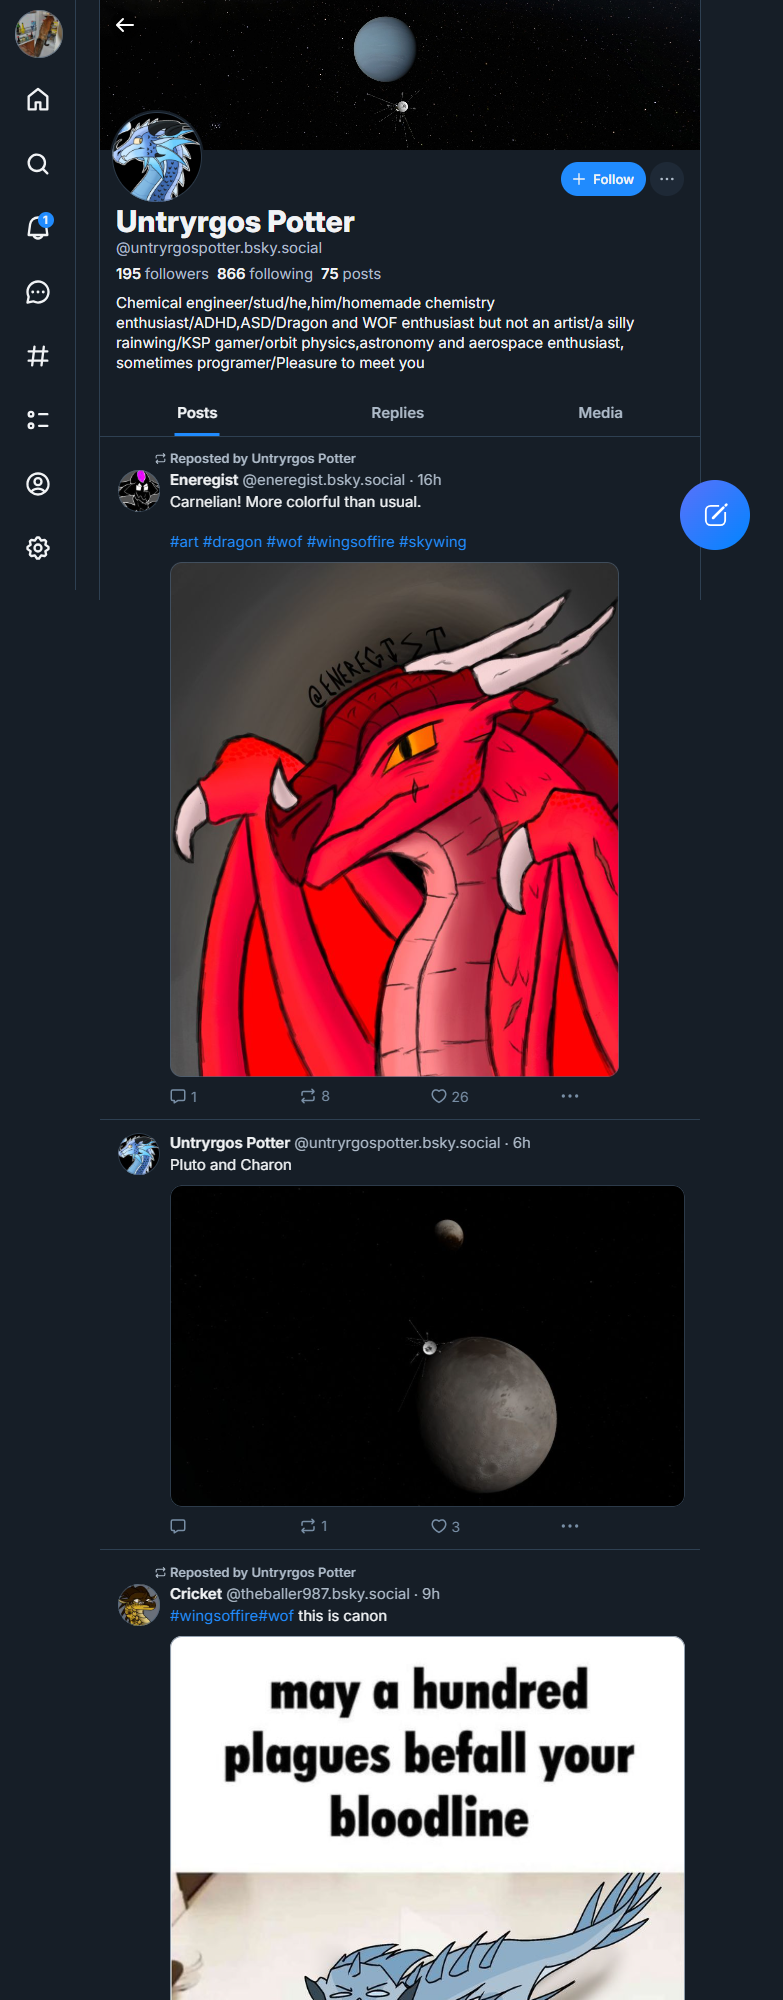 + Follow
Untryrgos Potter
@untryrgospotter.bsky.social
195 followers 866 following 75 posts
Chemical engineer/stud/he,him/homemade chemistry
enthusiast/ADHD,ASD/Dragon and WOF enthusiast but not an artist/a silly
rainwing/KSP gamer/orbit physics,astronomy and aerospace enthusiast,
sometimes programer/Pleasure to meet you
Posts Replies Media
1
Reposted by Untryrgos Potter
Eneregist @eneregist.bsky.social · 16h
Carnelian! More colorful than usual.
#art #dragon #wof #wingsoffire #skywing
@ENEREGIST
1 8 26
Untryrgos Potter @untryrgospotter.bsky.social · 6h
Pluto and Charon
1 3
Reposted by Untryrgos Potter
Cricket @theballer987.bsky.social · 9h
#wingsoffire#wof this is canon
may a hundred
plagues befall your
bloodline